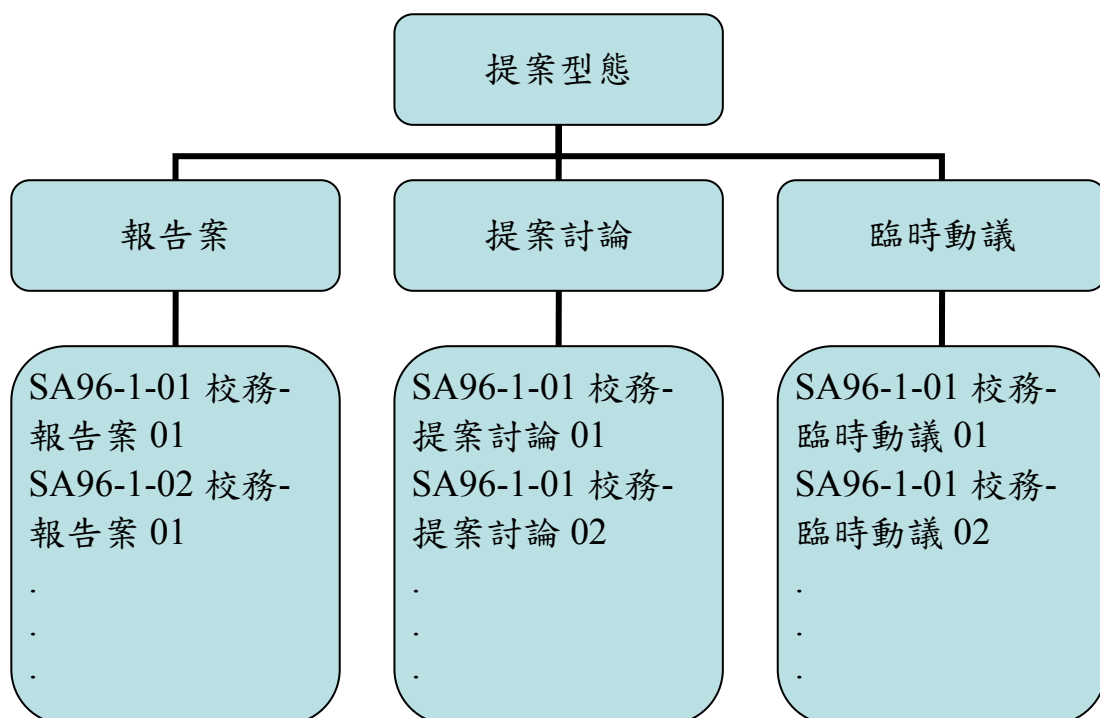 提案型態
報告案
提案討論
臨時動議
SA96-1-01 校務-
報告案 01
SA96-1-02 校務-
報告案 01
.
.
.
SA96-1-01 校務-
提案討論 01
SA96-1-01 校務-
提案討論 02
.
.
.
SA96-1-01 校務-
臨時動議 01
SA96-1-01 校務-
臨時動議 02
.
.
.